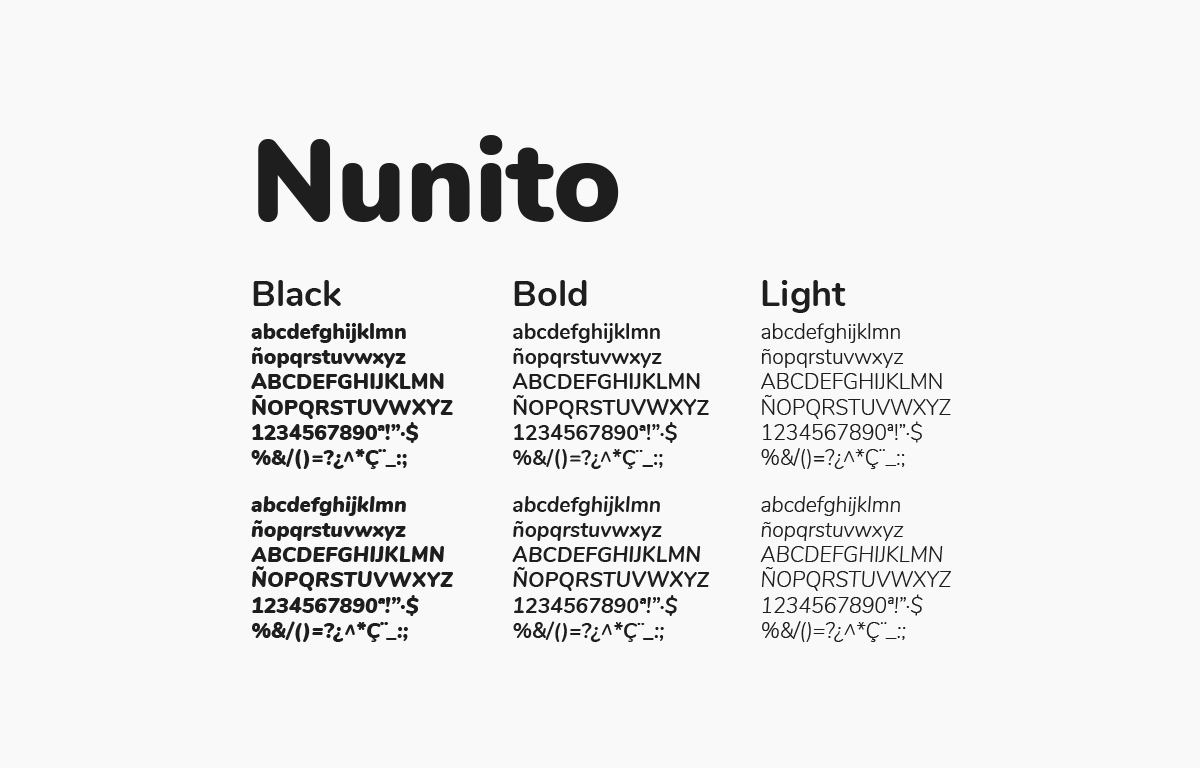 Nunito
Black
abcdefghijklmn
ñopqrstuvwxyz
ABCDEFGHIJKLMN
ÑOPQRSTUVWXYZ
1234567890ª!”·$
%&/()=?¿^*Ç¨_:;
abcdefghijklmn
ñopqrstuvwxyz
ABCDEFGHIJKLMN
ÑOPQRSTUVWXYZ
1234567890ª!”·$
%&/()=?¿^*Ç¨_:;
Bold
abcdefghijklmn
ñopqrstuvwxyz
ABCDEFGHIJKLMN
ÑOPQRSTUVWXYZ
1234567890ª!”·$
%&/()=?¿^*Ç¨_:;
abcdefghijklmn
ñopqrstuvwxyz
ABCDEFGHIJKLMN
ÑOPQRSTUVWXYZ
1234567890ª!”·$
%&/()=?¿^*Ç¨_:;
Light
abcdefghijklmn
ñopqrstuvwxyz
ABCDEFGHIJKLMN
ÑOPQRSTUVWXYZ
1234567890ª!”·$
%&/()=?¿^*Ç¨_:;
abcdefghijklmn
ñopqrstuvwxyz
ABCDEFGHIJKLMN
ÑOPQRSTUVWXYZ
1234567890ª!”·$
%&/()=?¿^*Ç¨_:;